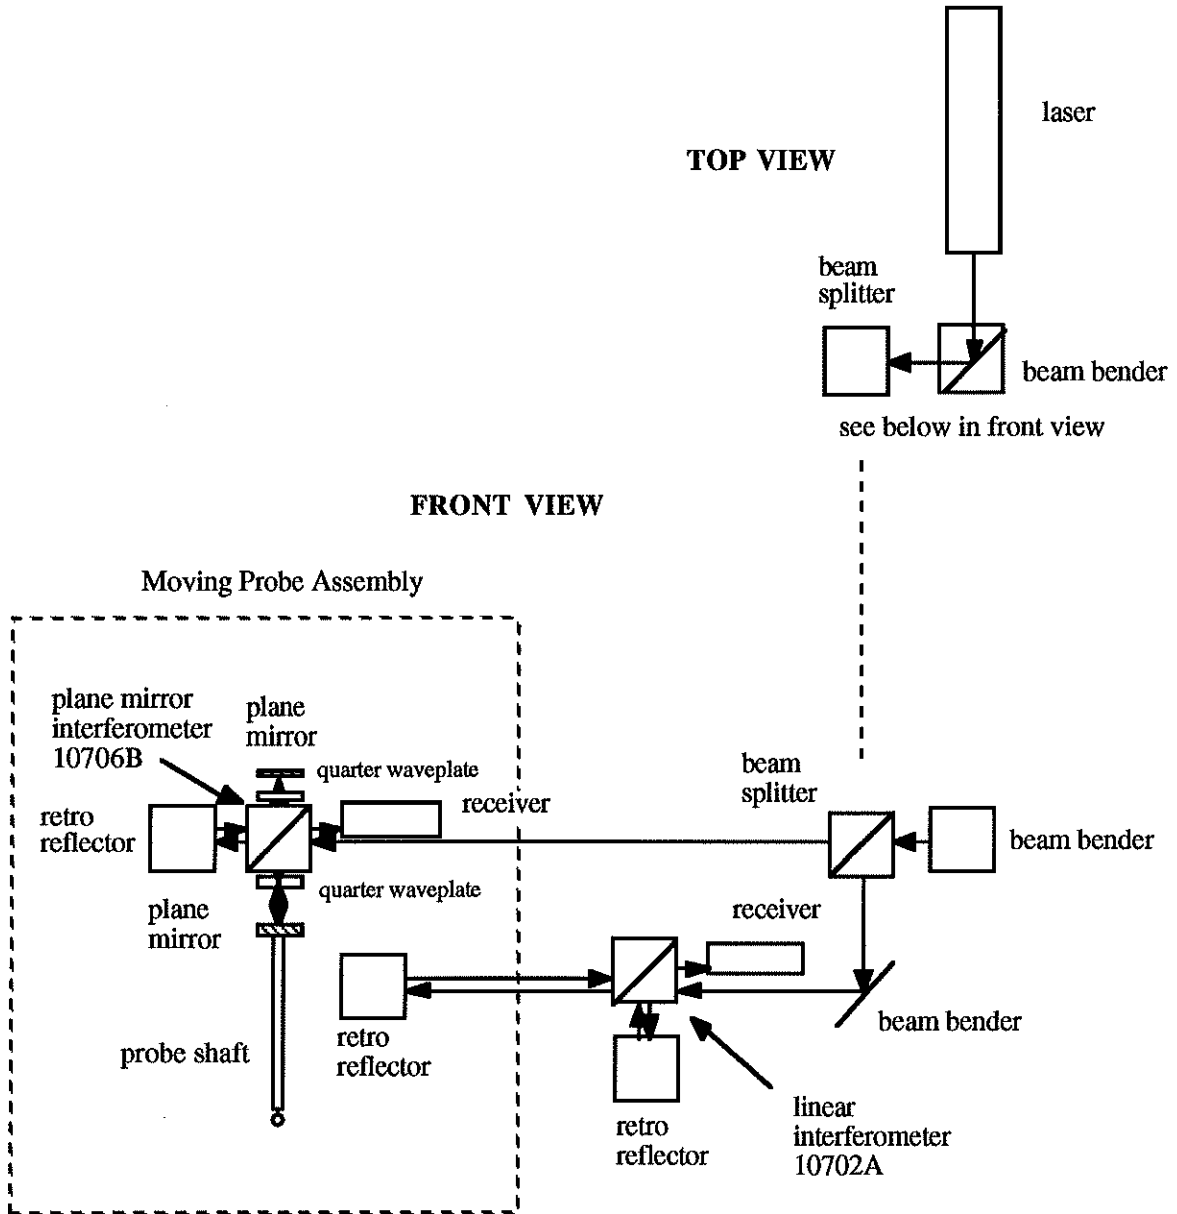 laser
TOP VIEW
beam
splitter
beam bender
see below in front view
FRONT VIEW
Moving Probe Assembly
plane mirror
interferometer
10706B
plane
mirror
quarter waveplate
retro
reflector
receiver
beam
splitter
beam bender
quarter waveplate
plane
mirror
receiver
beam bender
retro
reflector
probe shaft
retro
reflector
linear
interferometer
10702A